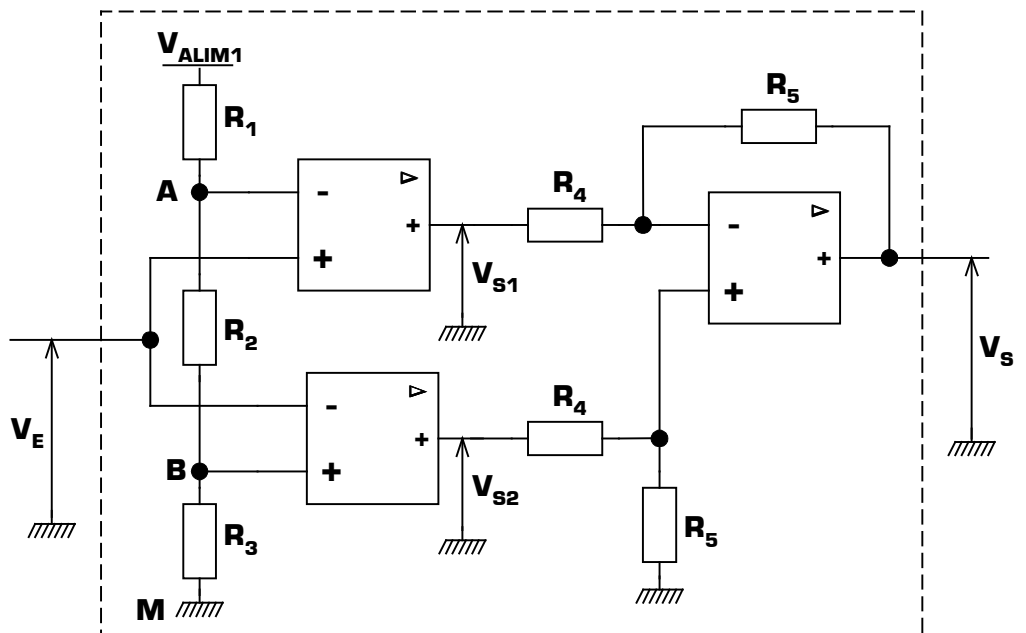 V_ALIM1
R_5
R_1
A
-
+
+
R_4
-
+
+
V_S1
R_2
V_S
V_E
-
+
+
R_4
B
V_S2
R_3
R_5
M